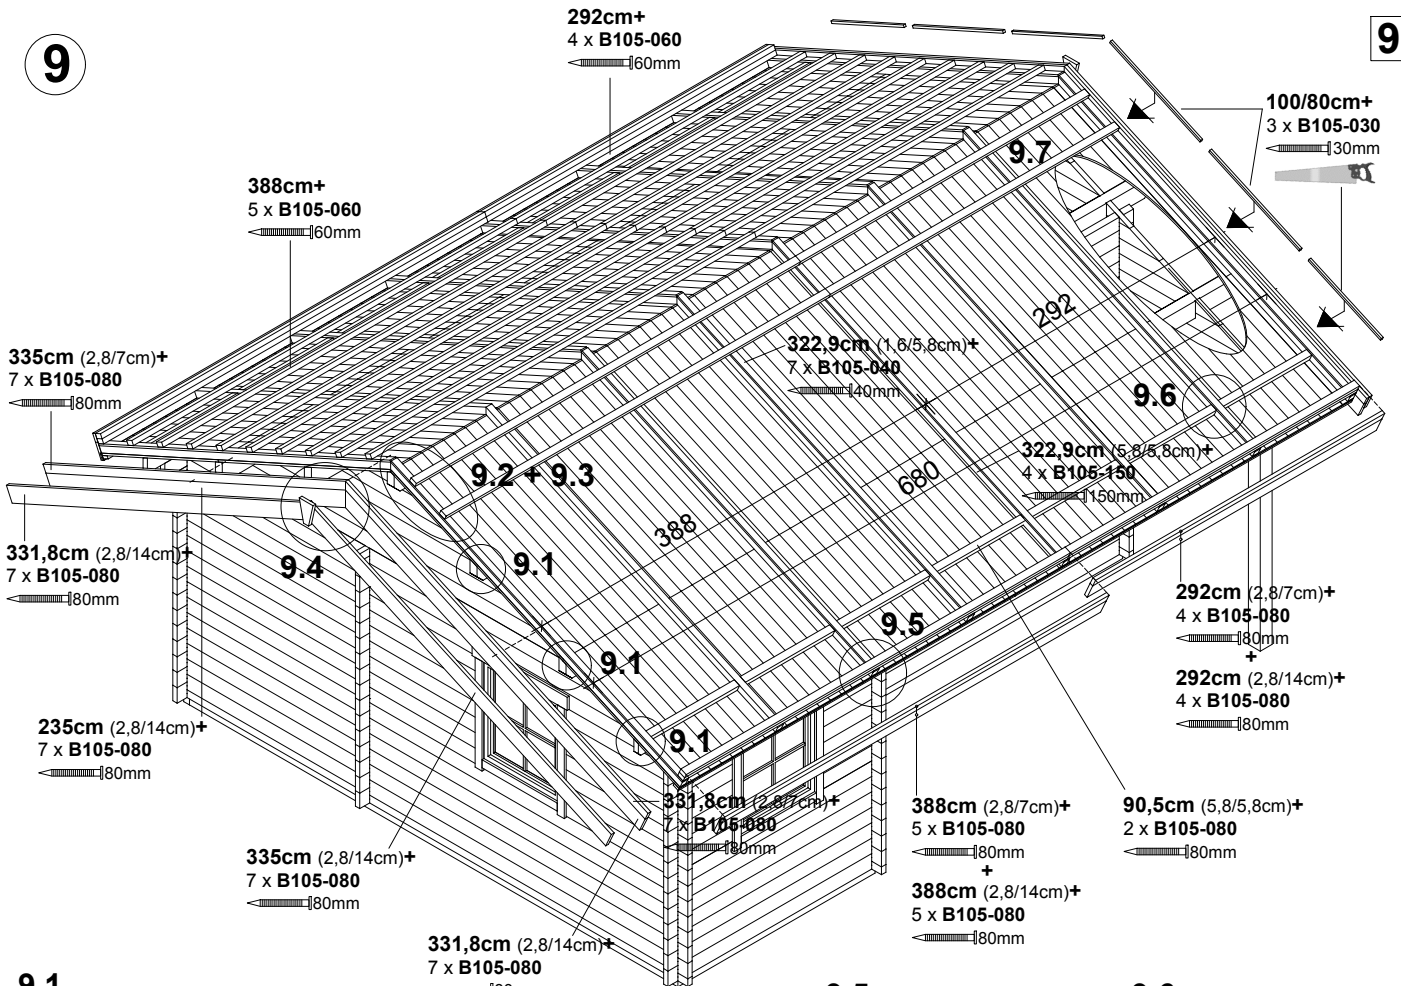 9
9
292cm+
4 x B105-060
60mm
100/80cm+
3 x B105-030
30mm
388cm+
5 x B105-060
60mm
9.7
292
335cm (2,8/7cm)+
7 x B105-080
80mm
322,9cm (1,6/5,8cm)+
7 x B105-040
40mm
9.6
322,9cm (5,8/5,8cm)+
4 x B105-150
150mm
9.2 + 9.3
680
388
331,8cm (2,8/14cm)+
7 x B105-080
80mm
9.4
9.1
9.1
9.1
9.5
292cm (2,8/7cm)+
4 x B105-080
80mm
+
292cm (2,8/14cm)+
4 x B105-080
80mm
235cm (2,8/14cm)+
7 x B105-080
80mm
331,8cm (2,8/7cm)+
7 x B105-080
80mm
388cm (2,8/7cm)+
5 x B105-080
80mm
+
388cm (2,8/14cm)+
5 x B105-080
80mm
90,5cm (5,8/5,8cm)+
2 x B105-080
80mm
335cm (2,8/14cm)+
7 x B105-080
80mm
331,8cm (2,8/14cm)+
7 x B105-080
9.1